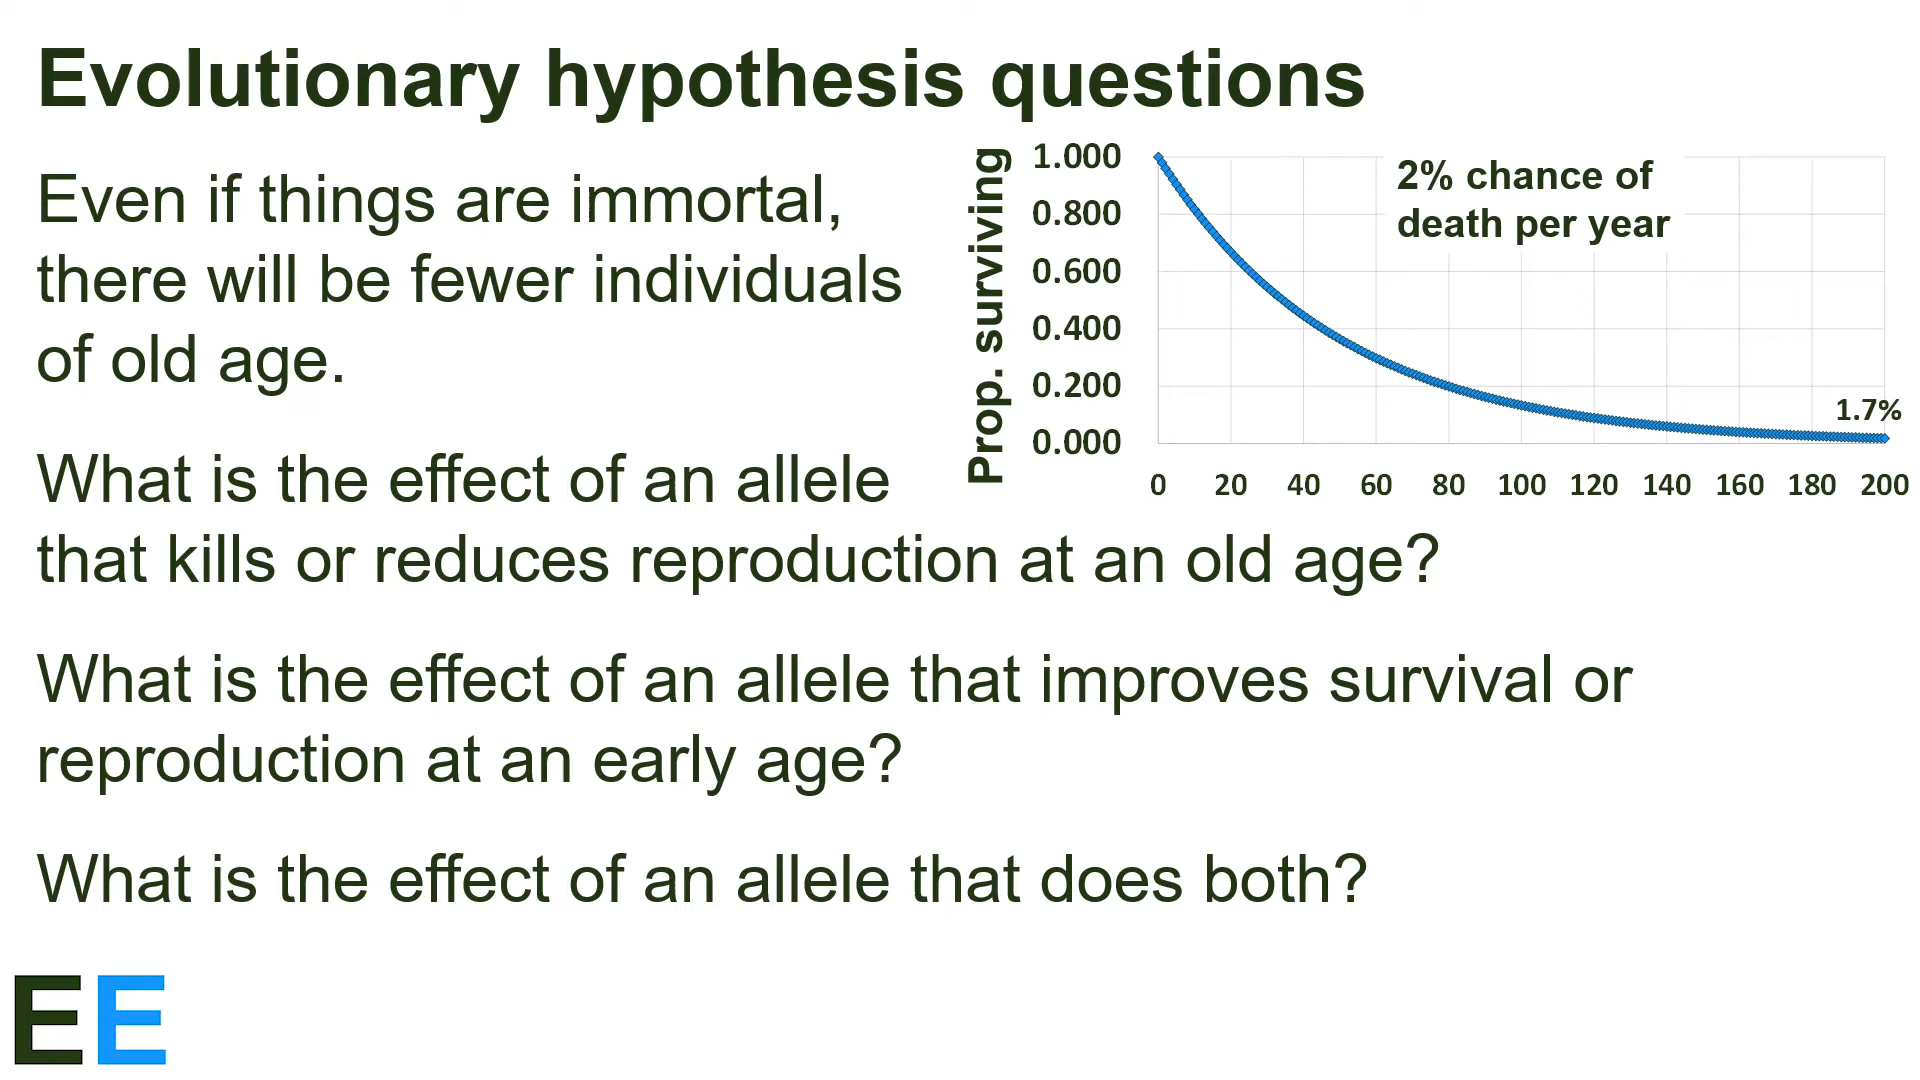 Evolutionary hypothesis questions
Even if things are immortal,
there will be fewer individuals
of old age.
Prop. surviving
1.000
0.800
0.600
0.400
0.200
0.000
2% chance of
death per year
1.7%
0 20 40 60 80 100 120 140 160 180 200
What is the effect of an allele
that kills or reduces reproduction at an old age?
What is the effect of an allele that improves survival or
reproduction at an early age?
What is the effect of an allele that does both?
EE